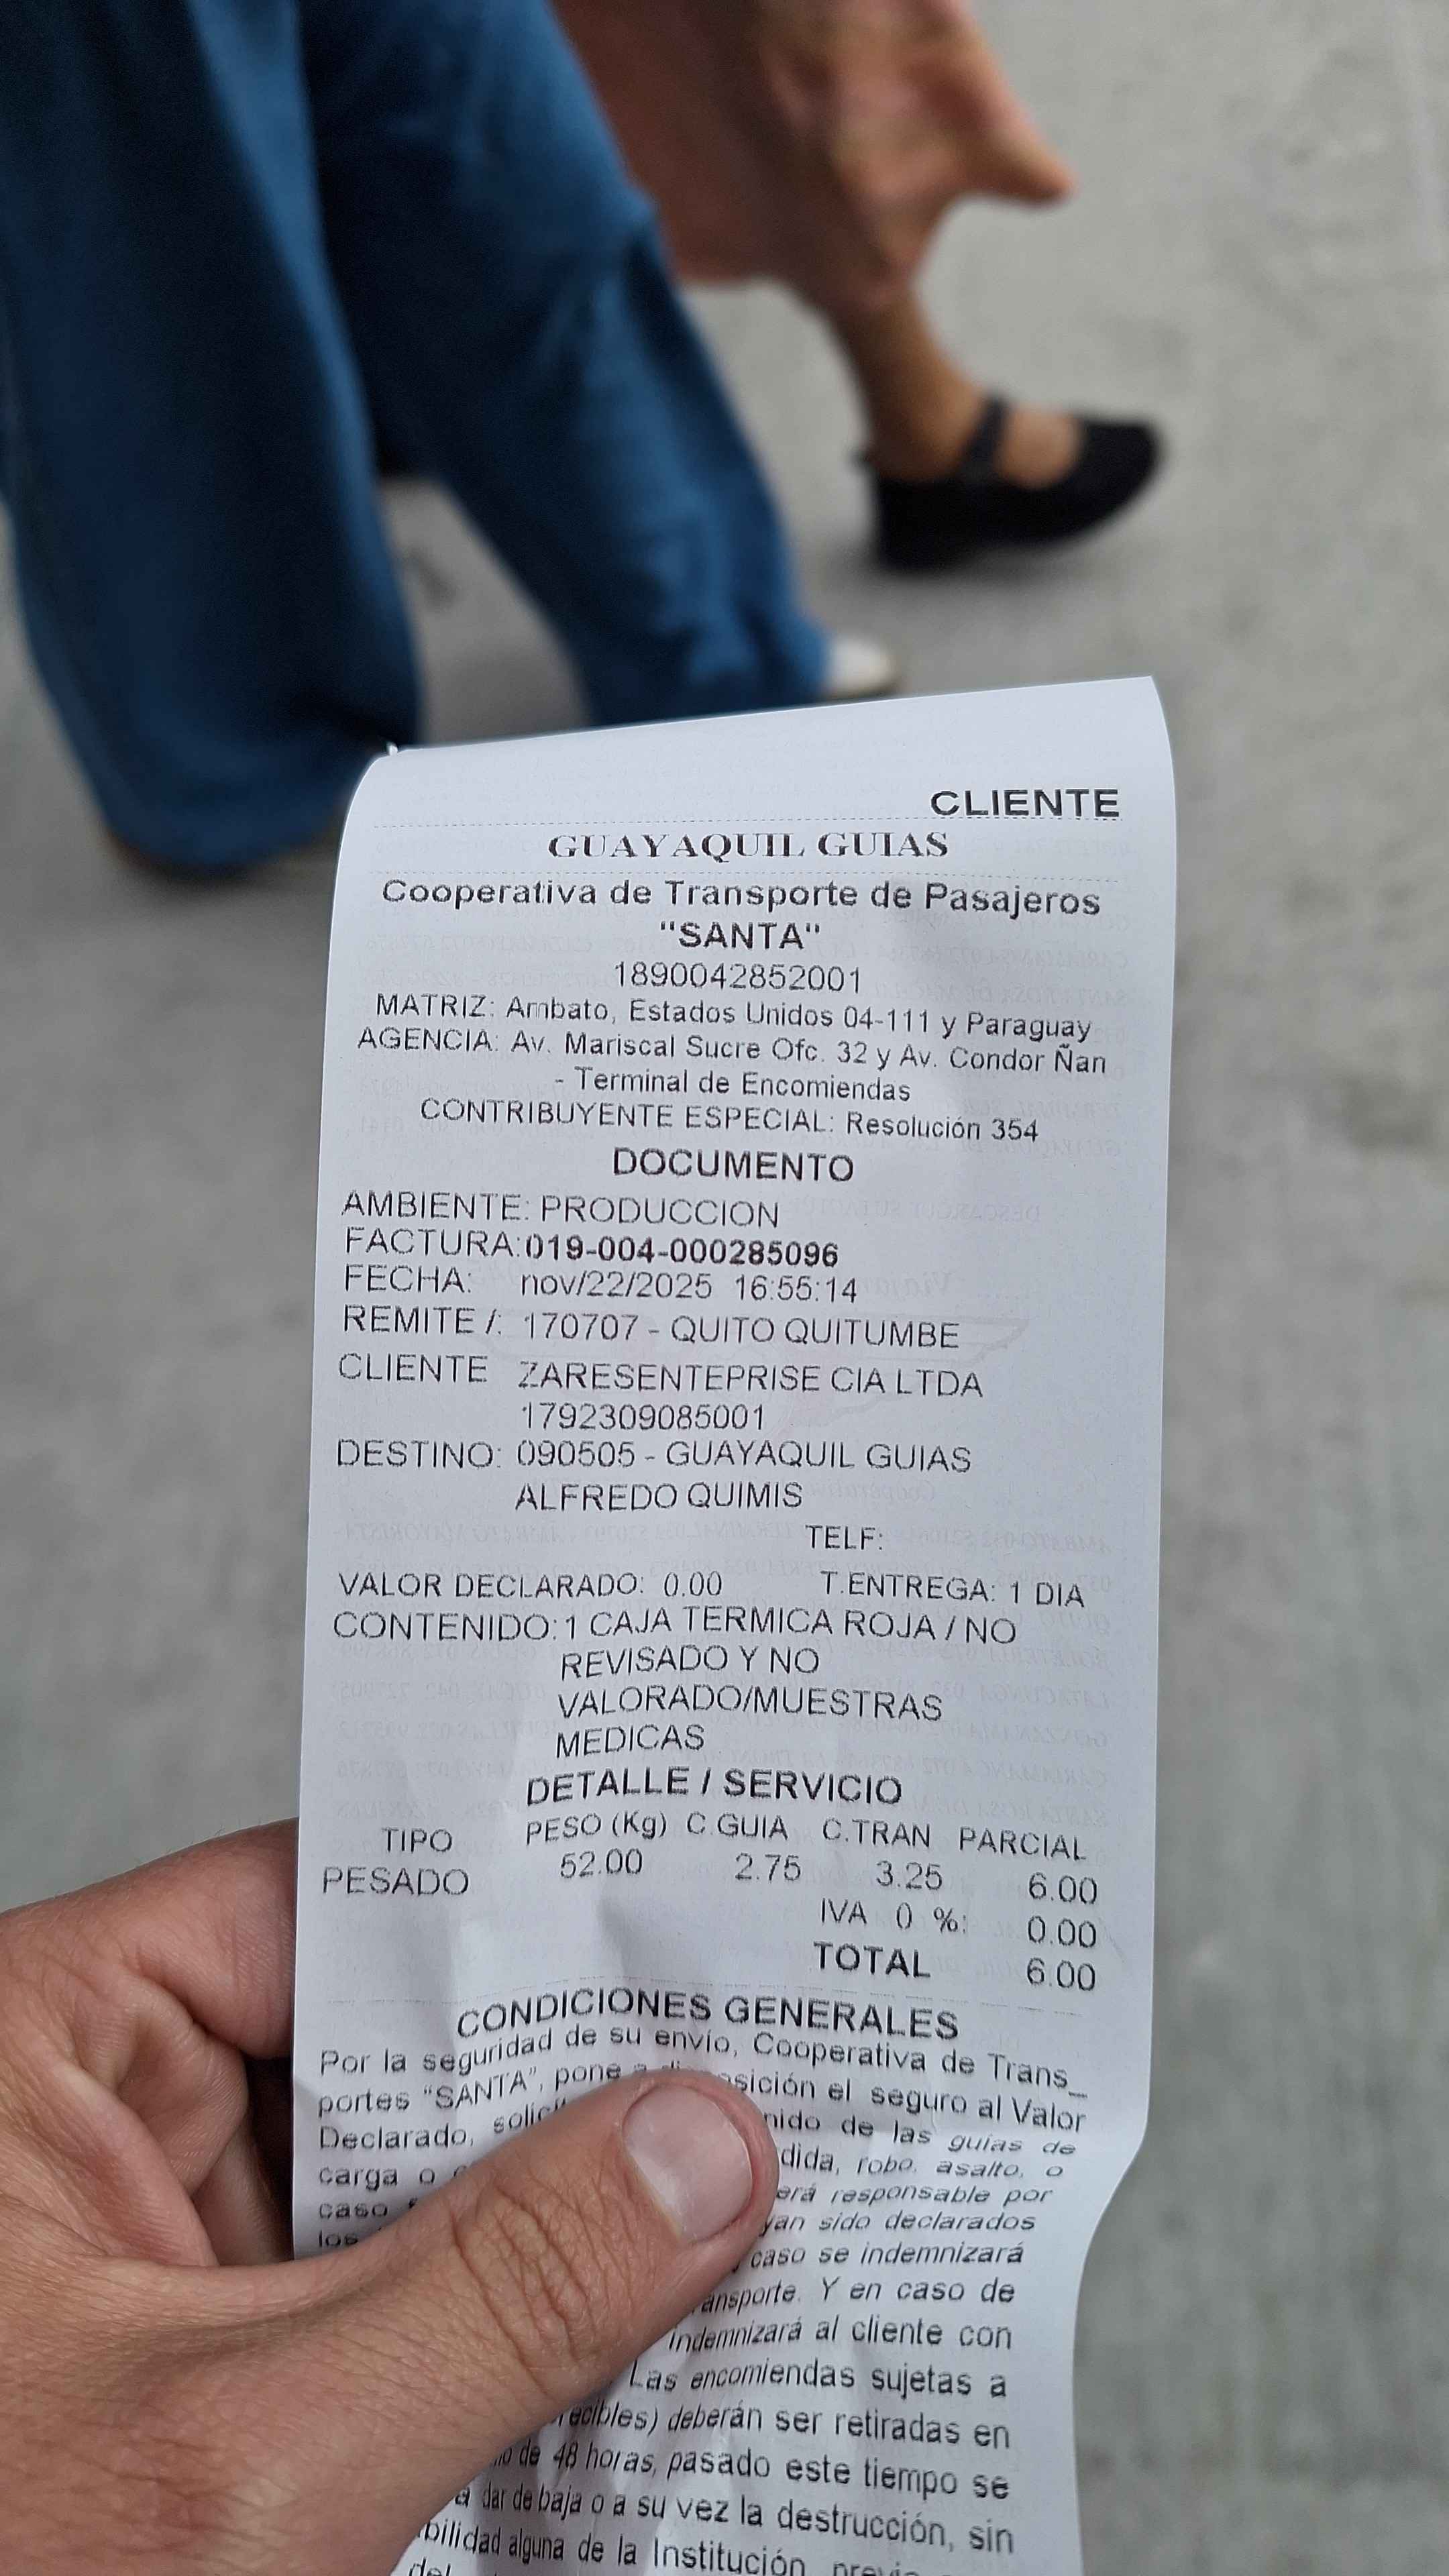 CLIENTE
GUAYAQUIL GUIAS
Cooperativa de Transporte de Pasajeros
"SANTA"
1890042852001
MATRIZ: Ambato, Estados Unidos 04-111 y Paraguay
AGENCIA: Av. Mariscal Sucre Ofc. 32 y Av. Condor Ñan
- Terminal de Encomiendas
CONTRIBUYENTE ESPECIAL: Resolución 354
DOCUMENTO
AMBIENTE: PRODUCCION
FACTURA:019-004-000285096
FECHA: nov/22/2025 16:55:14
REMITE /: 170707 - QUITO QUITUMBE
CLIENTE ZARESENTEPRISE CIA LTDA
1792309085001
DESTINO: 090505 - GUAYAQUIL GUIAS
ALFREDO QUIMIS
TELF:
VALOR DECLARADO: 0.00 T.ENTREGA: 1 DIA
CONTENIDO:1 CAJA TERMICA ROJA / NO
REVISADO Y NO
VALORADO/MUESTRAS
MEDICAS
DETALLE / SERVICIO
TIPO PESO (Kg) C.GUIA C.TRAN PARCIAL
PESADO 52.00 2.75 3.25 6.00
IVA 0 %: 0.00
TOTAL 6.00
CONDICIONES GENERALES
Por la seguridad de su envío, Cooperativa de Trans_
portes "SANTA", pone el seguro al Valor
Declarado, de las guías de
carga o robo, asalto, o
caso responsable por
los sido declarados
caso se indemnizará
Y en caso de
indemnizará al cliente con
Las encomiendas sujetas a
deberán ser retiradas en
de 48 horas, pasado este tiempo se
a dar de baja o a su vez la destrucción, sin
alguna de la Institución